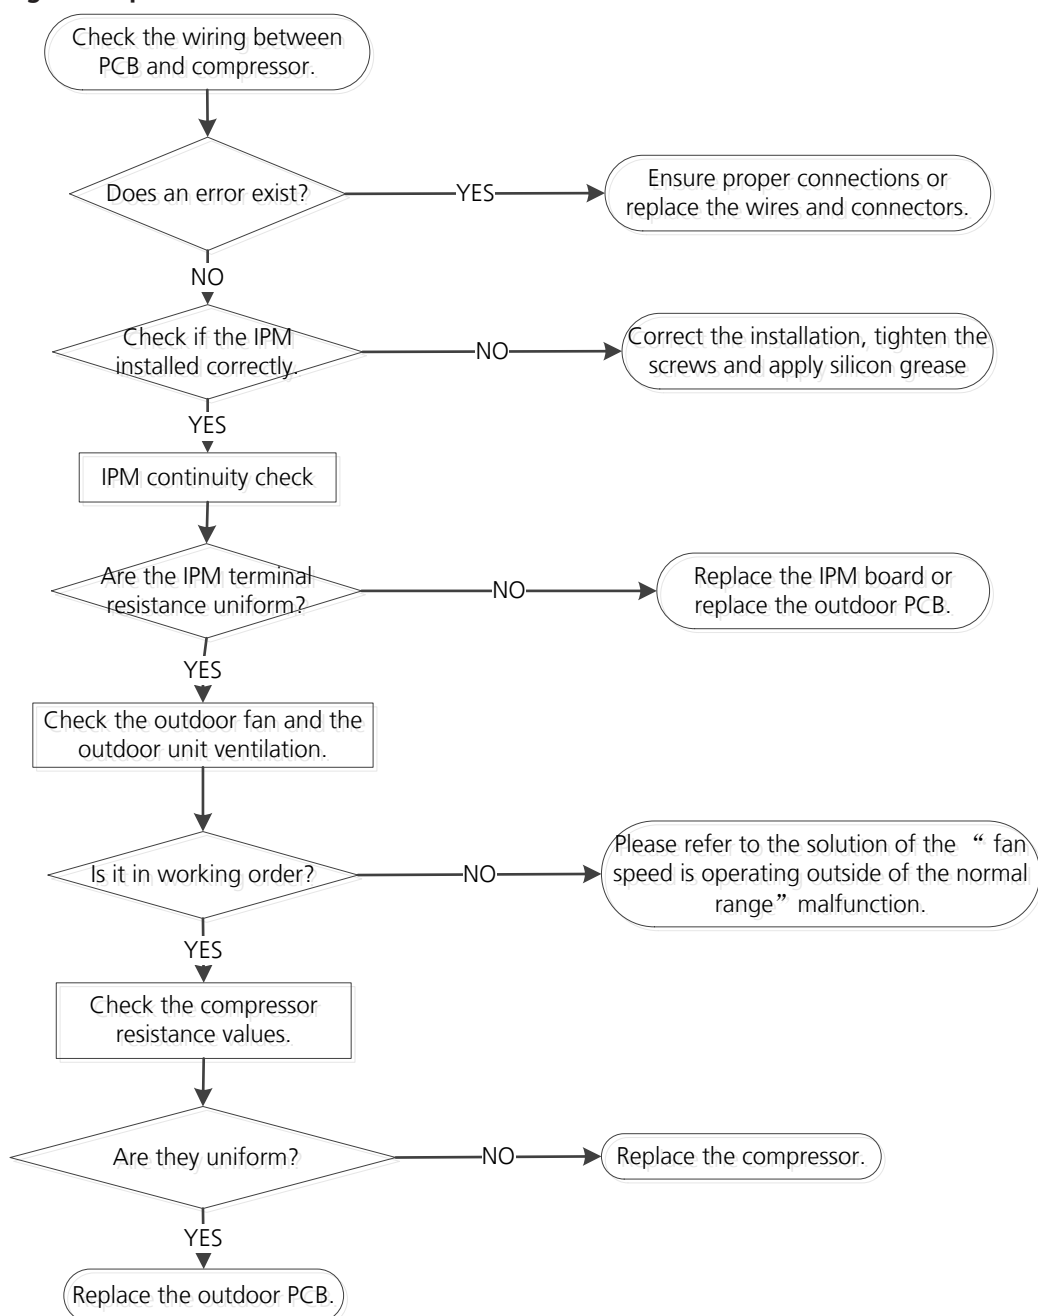 Check the wiring between
PCB and compressor.
Does an error exist?
YES
Ensure proper connections or
replace the wires and connectors.
NO
Check if the IPM
installed correctly.
NO
Correct the installation, tighten the
screws and apply silicon grease
YES
IPM continuity check
Are the IPM terminal
resistance uniform?
NO
Replace the IPM board or
replace the outdoor PCB.
YES
Check the outdoor fan and the
outdoor unit ventilation.
Is it in working order?
NO
Please refer to the solution of the “ fan
speed is operating outside of the normal
range” malfunction.
YES
Check the compressor
resistance values.
Are they uniform?
NO
Replace the compressor.
YES
Replace the outdoor PCB.